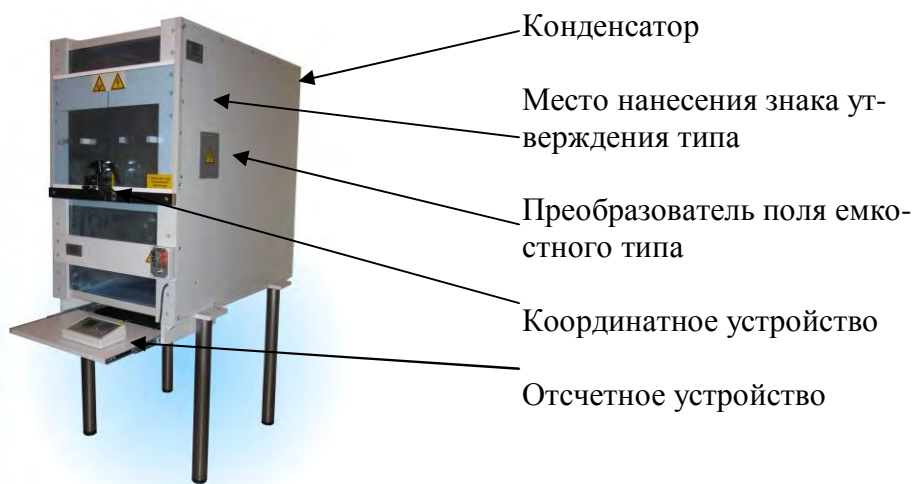 Конденсатор
Место нанесения знака ут-
верждения типа
Преобразователь поля емко-
стного типа
Координатное устройство
Отсчетное устройство